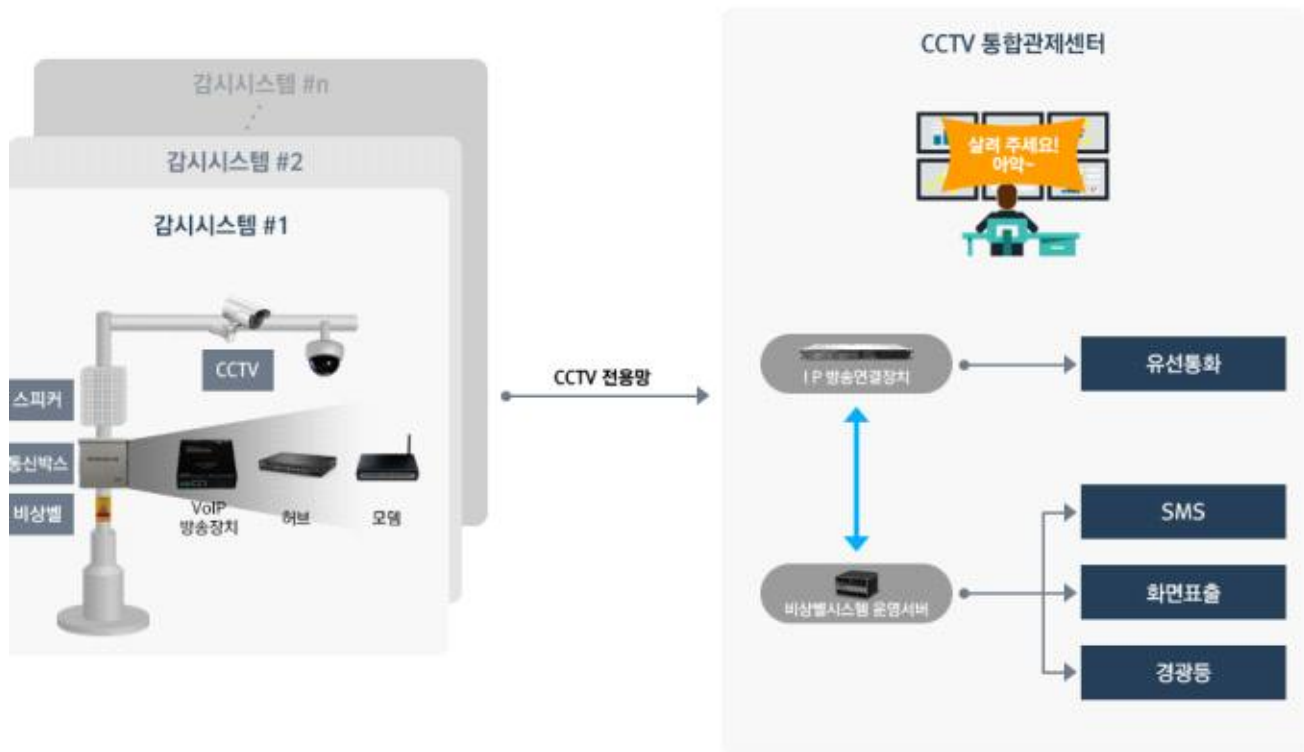 감시시스템 #n
감시시스템 #2
감시시스템 #1
CCTV
스피커
통신박스
비상벨
VoIP
방송장치
허브
모뎀
CCTV 전용망
CCTV 통합관제센터
살려 주세요!
아악~
IP 방송연결장치
유선통화
비상벨시스템 운영서버
SMS
화면표출
경광등